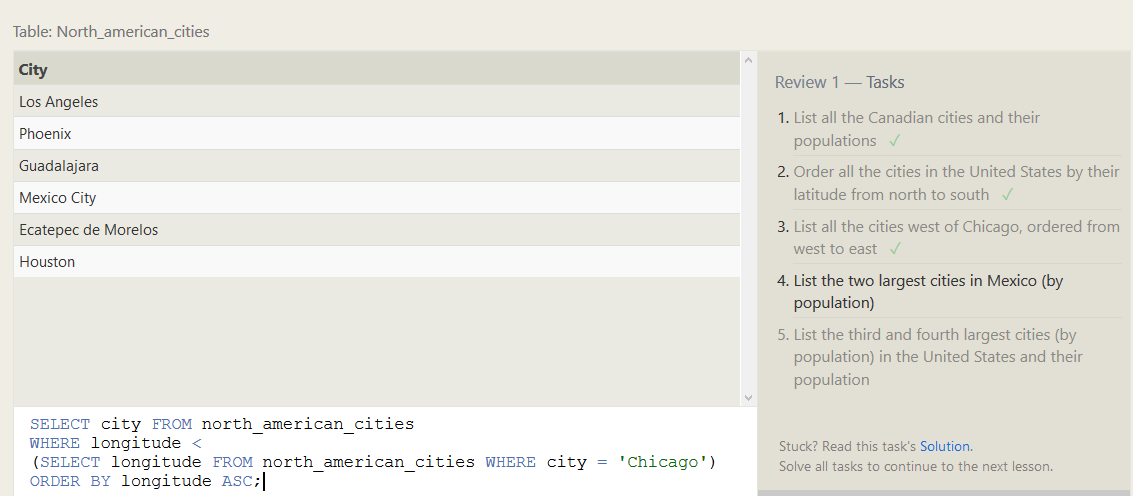 Table: North_american_cities
City
Los Angeles
Phoenix
Guadalajara
Mexico City
Ecatepec de Morelos
Houston
SELECT city FROM north_american_cities
WHERE longitude <
(SELECT longitude FROM north_american_cities WHERE city = 'Chicago')
ORDER BY longitude ASC;
Review 1 — Tasks
1. List all the Canadian cities and their
populations ✓
2. Order all the cities in the United States by their
latitude from north to south ✓
3. List all the cities west of Chicago, ordered from
west to east ✓
4. List the two largest cities in Mexico (by
population)
5. List the third and fourth largest cities (by
population) in the United States and their
population
Stuck? Read this task's Solution.
Solve all tasks to continue to the next lesson.